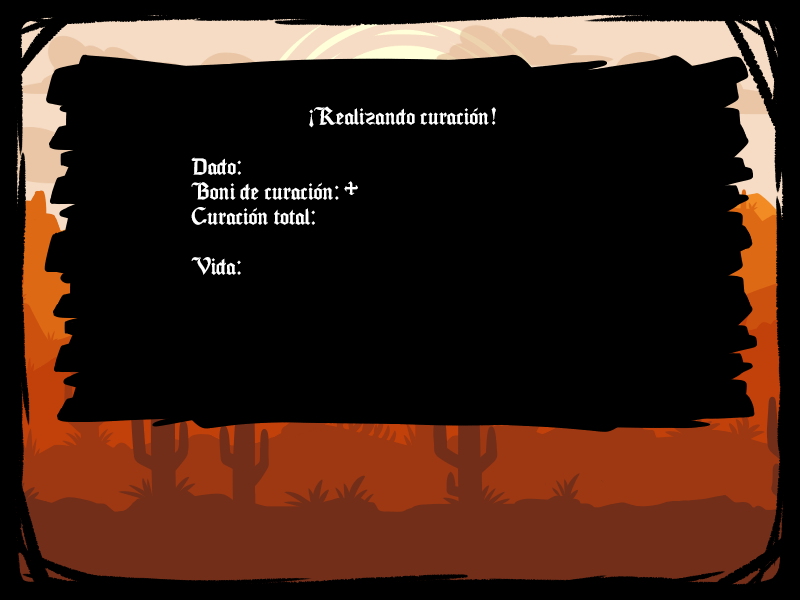 ¡Realizando curación!
Dado:
Boni de curación: +
Curación total:
Vida: